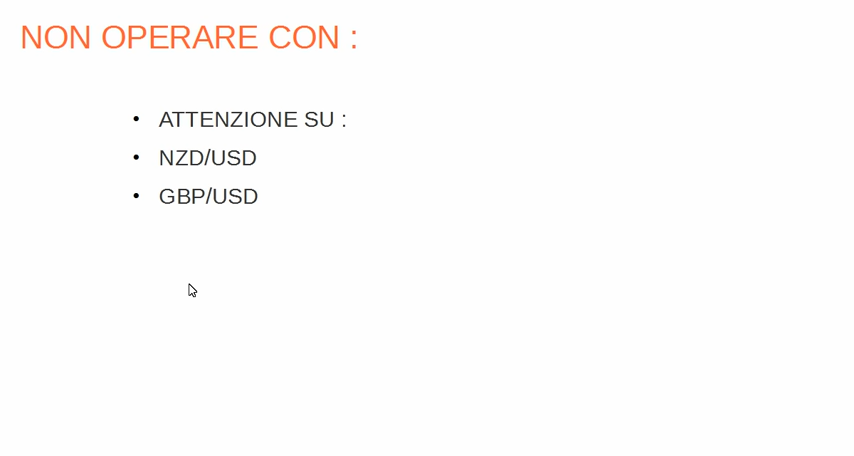 NON OPERARE CON :
• ATTENZIONE SU :
• NZD/USD
• GBP/USD